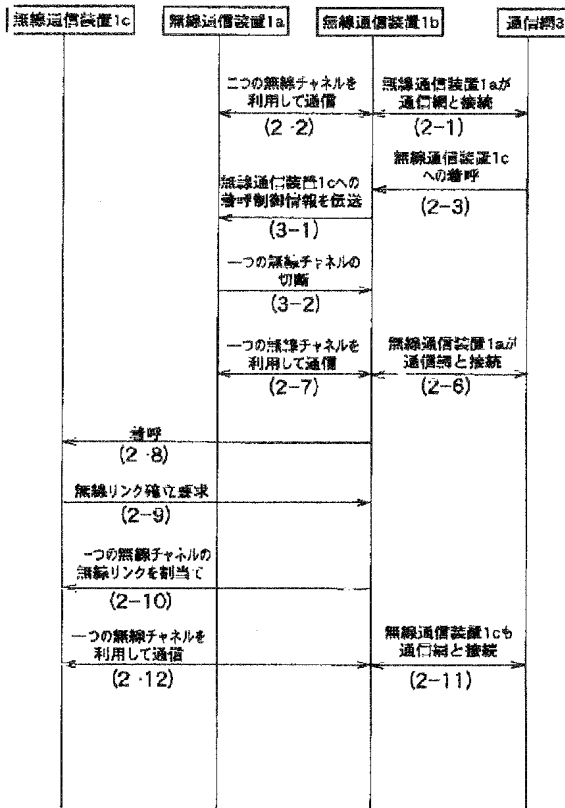 無線通信装置1c
無線通信装置1a
無線通信装置1b
通信網3
二つの無線チャネルを
利用して通信
(2-2)
無線通信装置1aが
通信網と接続
(2-1)
無線通信装置1c
への着呼
(2-3)
無線通信装置1cへの
着呼制御情報を伝送
(3-1)
一つの無線チャネルの
切断
(3-2)
一つの無線チャネルを
利用して通信
(2-7)
無線通信装置1aが
通信網と接続
(2-6)
着呼
(2-8)
無線リンク確立要求
(2-9)
一つの無線チャネルの
無線リンクを割当て
(2-10)
一つの無線チャネルを
利用して通信
(2-12)
無線通信装置1cも
通信網と接続
(2-11)